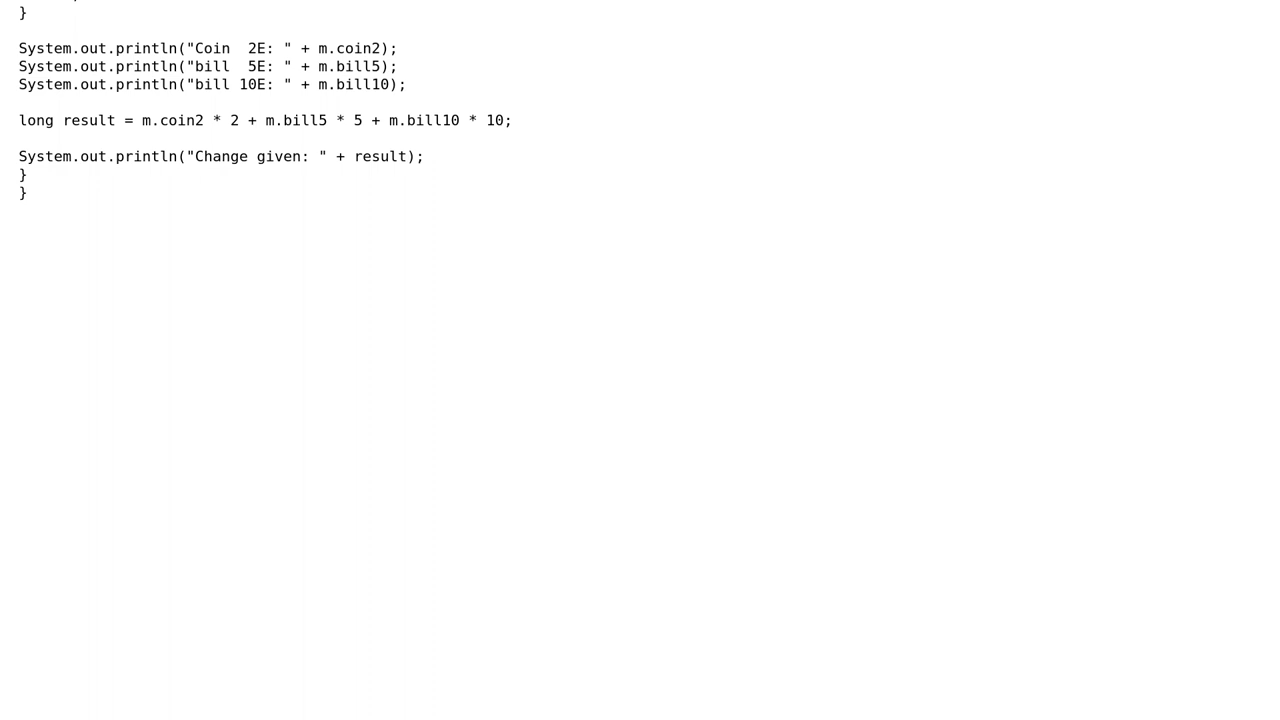 }
System.out.println("Coin  2E: " + m.coin2);
System.out.println("bill  5E: " + m.bill5);
System.out.println("bill 10E: " + m.bill10);
long result = m.coin2 * 2 + m.bill5 * 5 + m.bill10 * 10;
System.out.println("Change given: " + result);
}
}